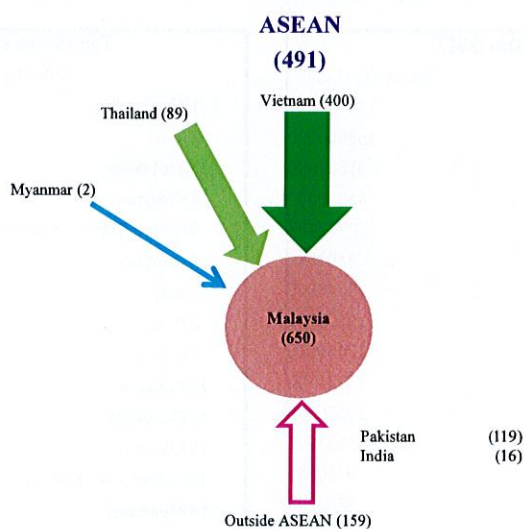 ASEAN
(491)
Vietnam (400)
Thailand (89)
Myanmar (2)
Malaysia
(650)
Pakistan (119)
India (16)
Outside ASEAN (159)